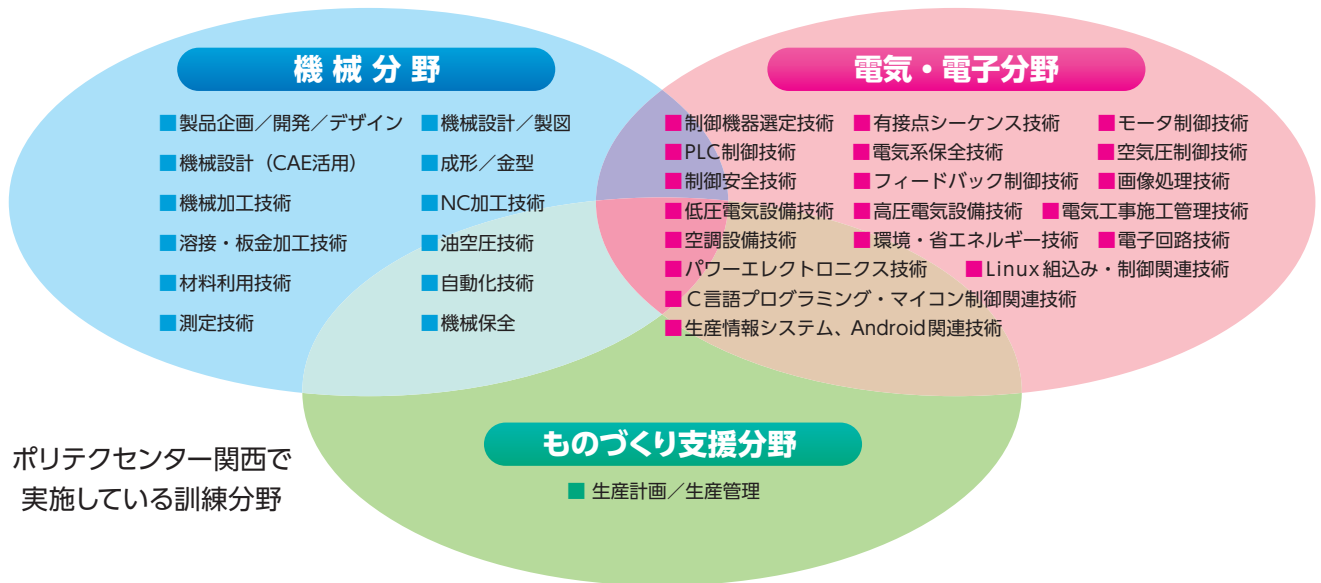 機械分野
■製品企画／開発／デザイン ■機械設計／製図
■機械設計（CAE活用） ■成形／金型
■機械加工技術 ■NC加工技術
■溶接・板金加工技術 ■油空圧技術
■材料利用技術 ■自動化技術
■測定技術 ■機械保全
電気・電子分野
■制御機器選定技術 ■有接点シーケンス技術 ■モータ制御技術
■PLC制御技術 ■電気系保全技術 ■空気圧制御技術
■制御安全技術 ■フィードバック制御技術 ■画像処理技術
■低圧電気設備技術 ■高圧電気設備技術 ■電気工事施工管理技術
■空調設備技術 ■環境・省エネルギー技術 ■電子回路技術
■パワーエレクトロニクス技術 ■Linux組込み・制御関連技術
■C言語プログラミング・マイコン制御関連技術
■生産情報システム、Android関連技術
ものづくり支援分野
■生産計画／生産管理
ポリテクセンター関西で
実施している訓練分野